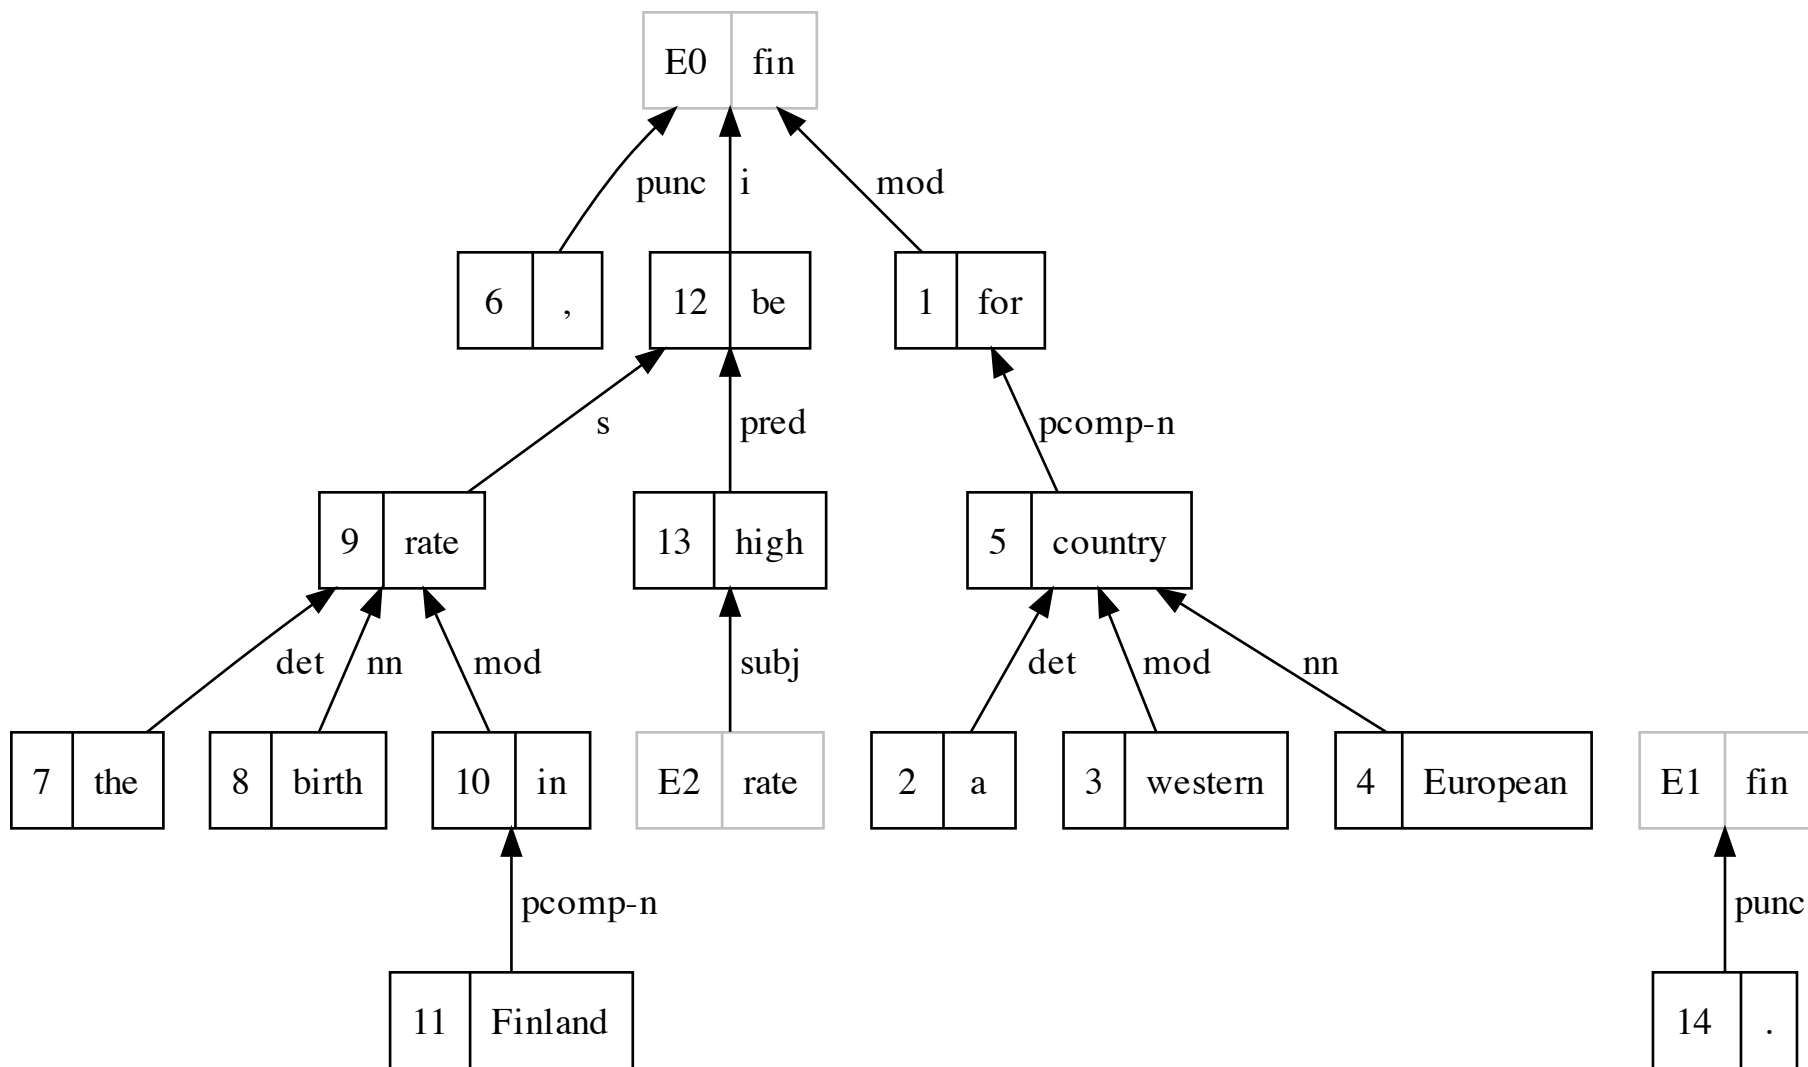 E0 fin
punc i mod
6 , 12 be 1 for
s pred pcomp-n
9 rate 13 high 5 country
det nn mod subj det mod nn
7 the 8 birth 10 in E2 rate 2 a 3 western 4 European E1 fin
pcomp-n punc
11 Finland 14 .